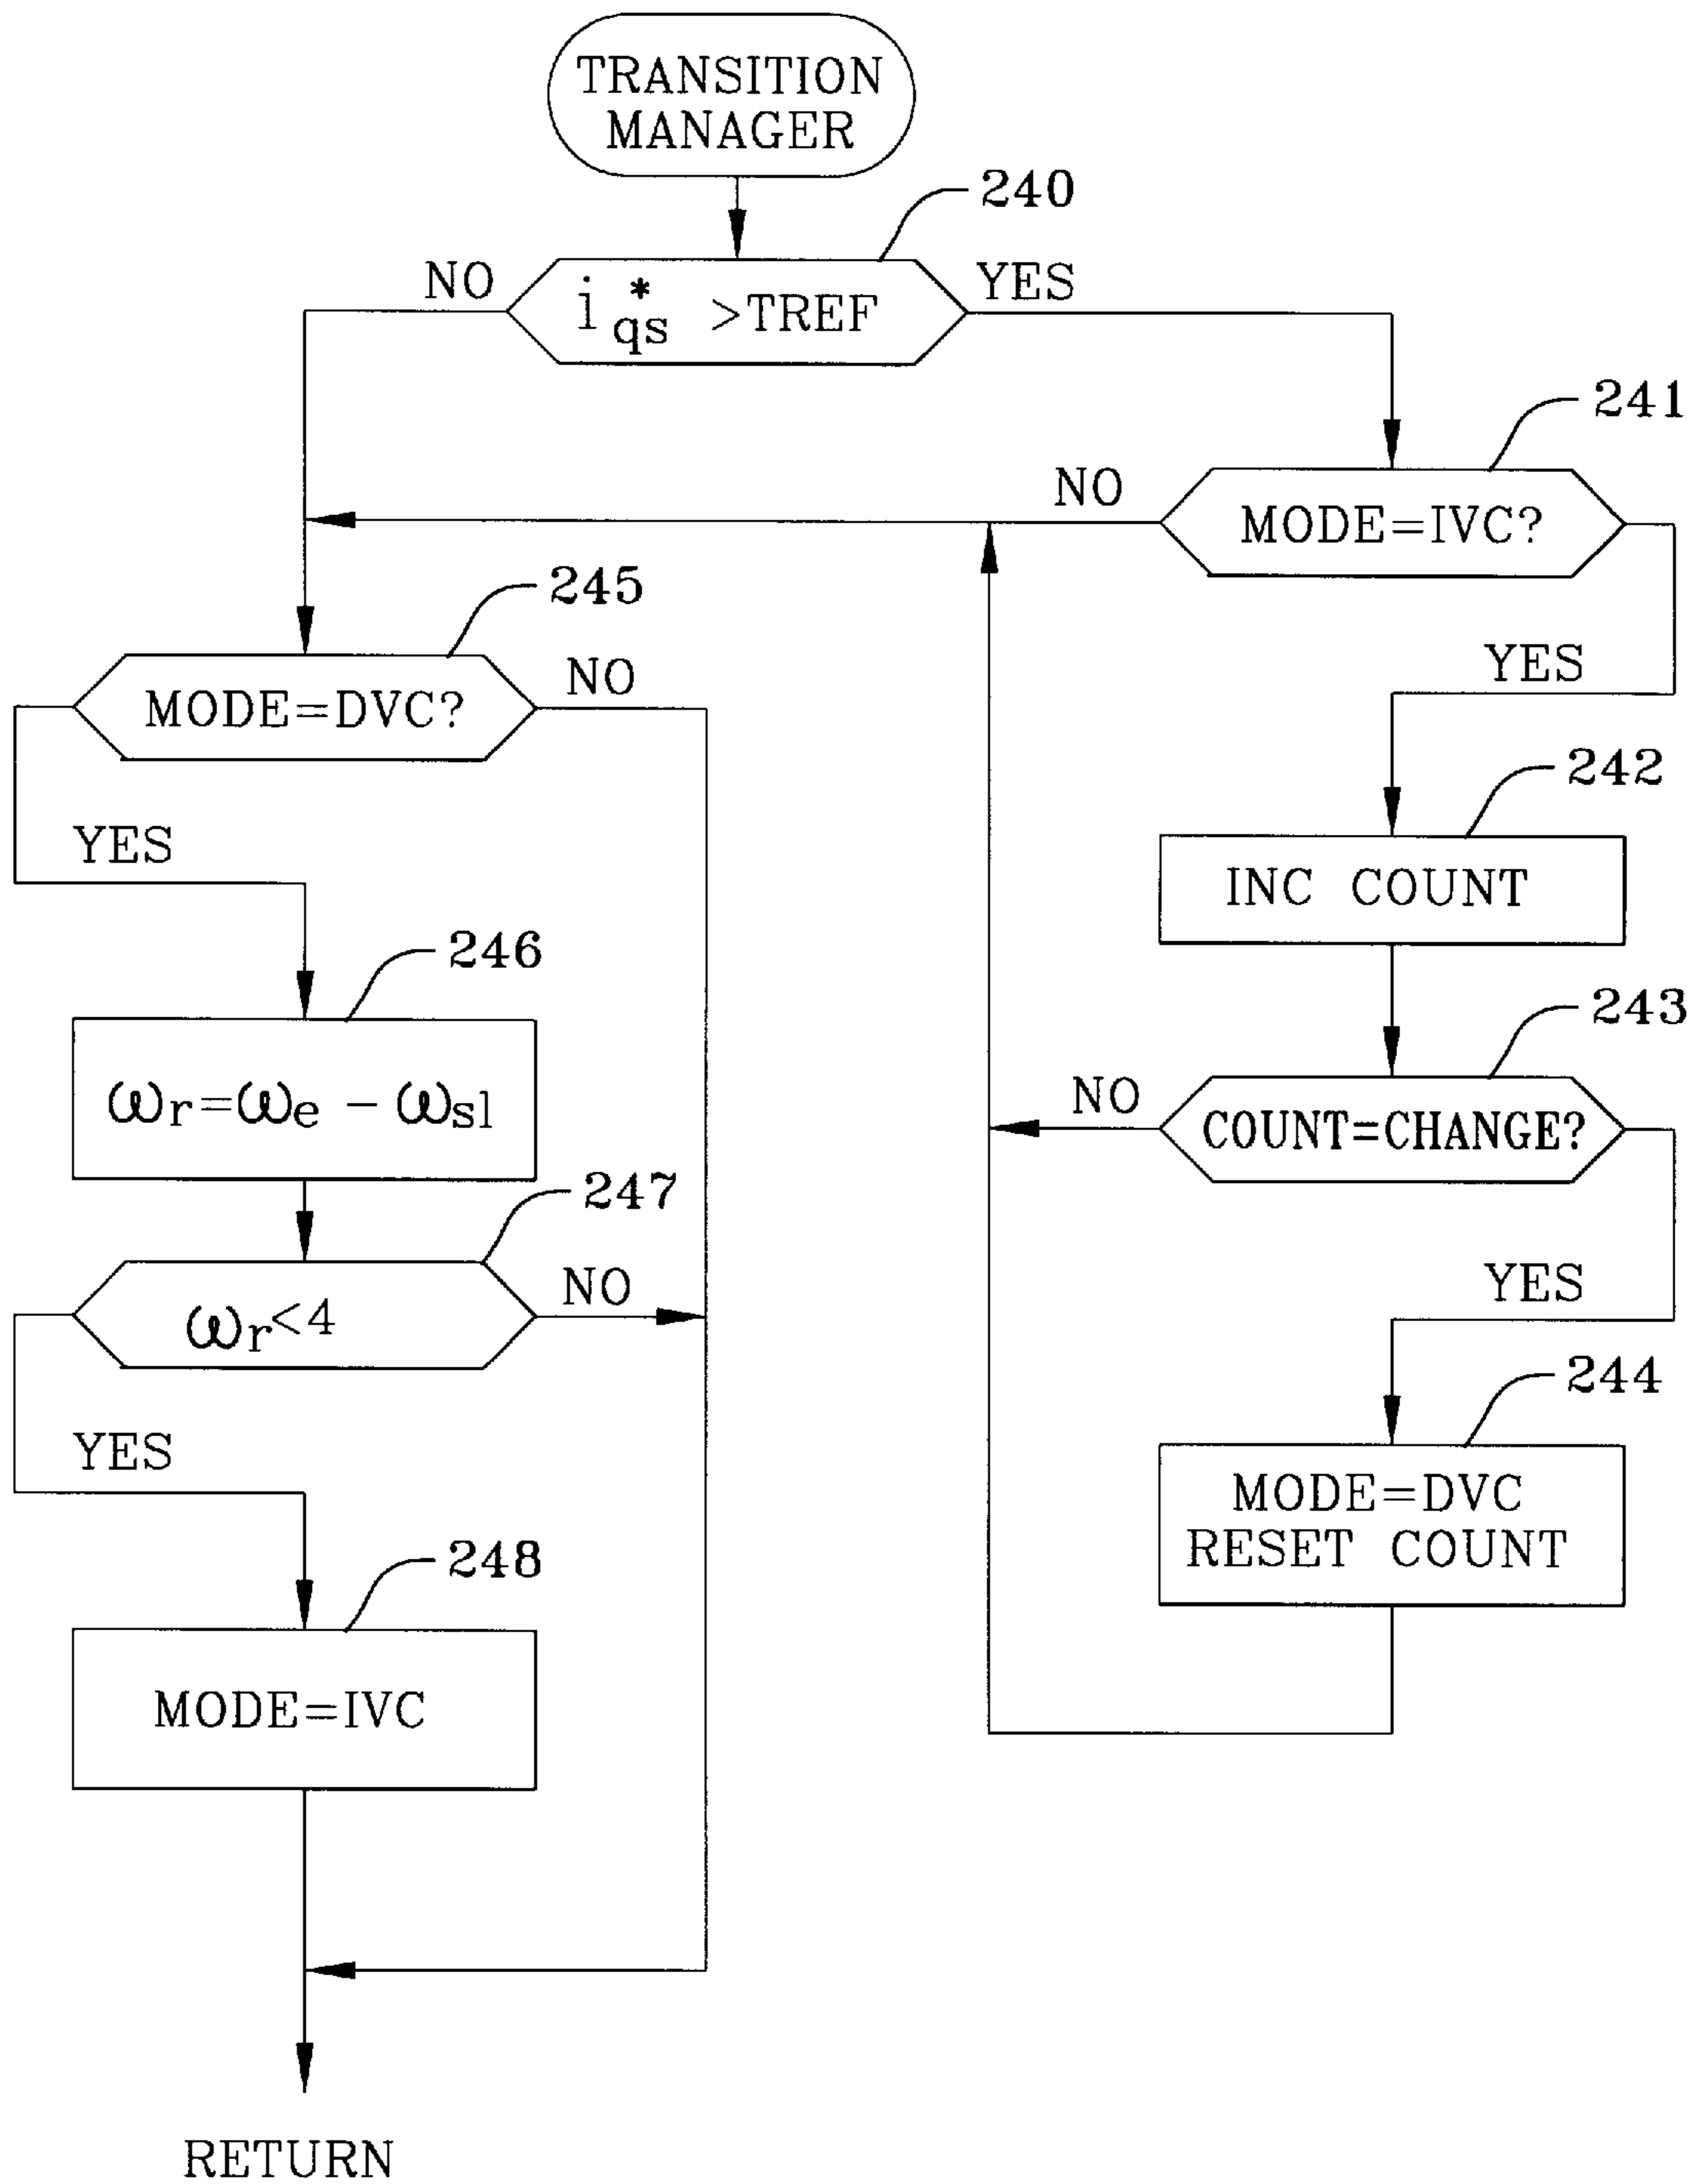 TRANSITION
MANAGER
240
NO
i*qs >TREF
YES
241
NO
MODE=IVC?
YES
245
MODE=DVC?
NO
YES
242
INC COUNT
246
ωr=ωe - ωsl
243
NO
COUNT=CHANGE?
YES
247
ωr<4
NO
YES
244
MODE=DVC
RESET COUNT
248
MODE=IVC
RETURN